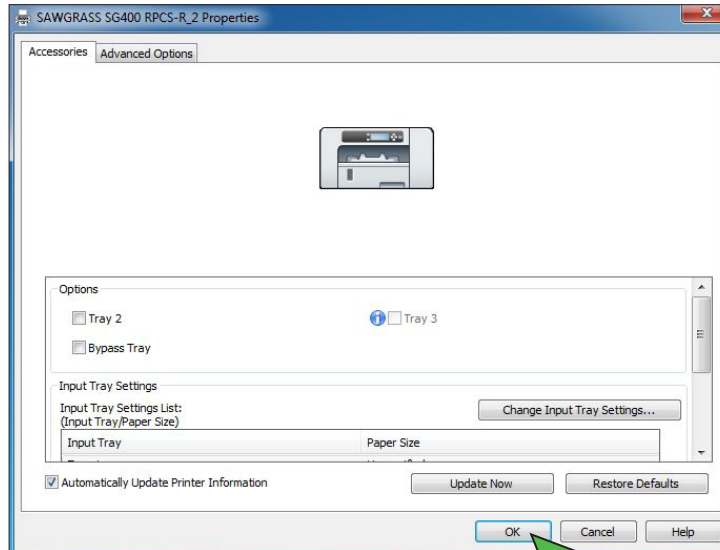 SAWGRASS SG400 RPCS-R_2 Properties
Accessories Advanced Options
Options
Tray 2 Tray 3
Bypass Tray
Input Tray Settings
Input Tray Settings List:
(Input Tray/Paper Size)
Change Input Tray Settings...
Input Tray Paper Size
Automatically Update Printer Information Update Now Restore Defaults
OK Cancel Help